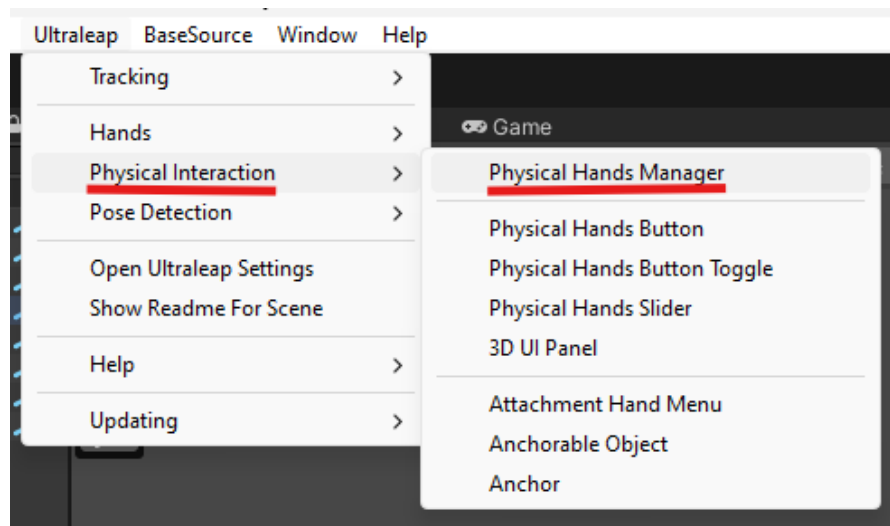 Ultraleap BaseSource Window Help
Tracking
Hands
Physical Interaction
Pose Detection
Open Ultraleap Settings
Show Readme For Scene
Help
Updating
Game
Physical Hands Manager
Physical Hands Button
Physical Hands Button Toggle
Physical Hands Slider
3D UI Panel
Attachment Hand Menu
Anchorable Object
Anchor